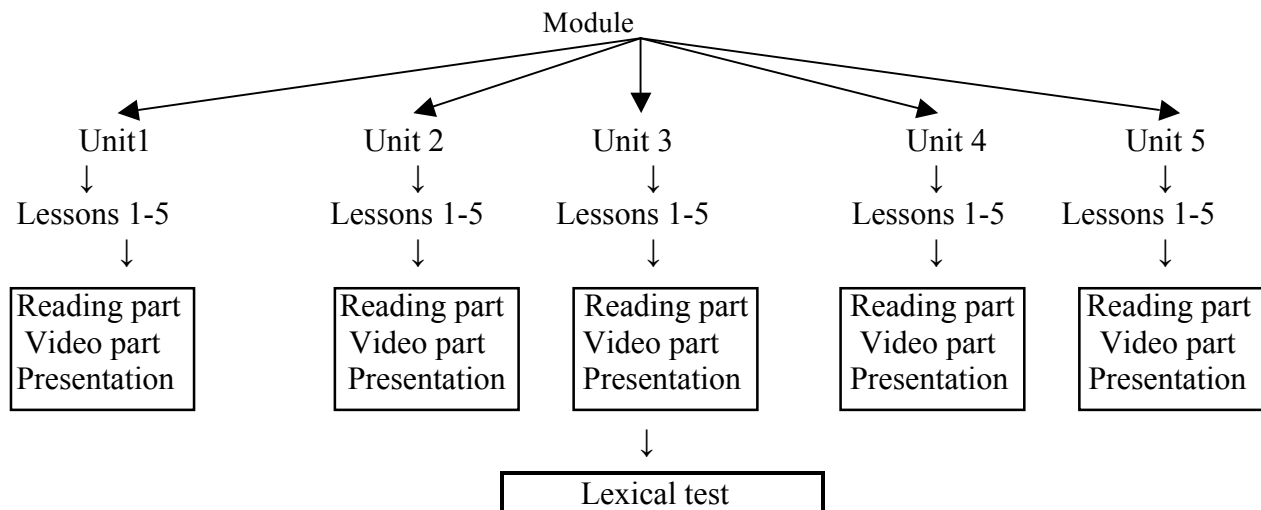 Module
Unit1 Unit 2 Unit 3 Unit 4 Unit 5
↓ ↓ ↓ ↓ ↓
Lessons 1-5 Lessons 1-5 Lessons 1-5 Lessons 1-5 Lessons 1-5
↓ ↓ ↓ ↓ ↓
Reading part Reading part Reading part Reading part Reading part
Video part Video part Video part Video part Video part
Presentation Presentation Presentation Presentation Presentation
↓
Lexical test